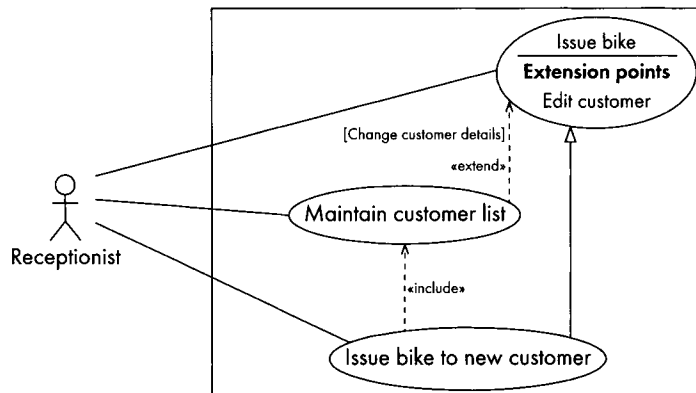 Issue bike
Extension points
Edit customer
[Change customer details]
«extend»
Maintain customer list
Receptionist
«include»
Issue bike to new customer